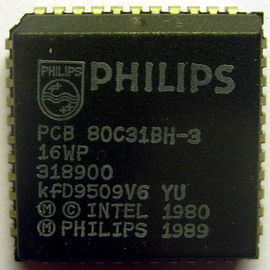 PHILIPS
PHILIPS
PCB 80C31BH-3
16WP
318900
kfD9509V6 YU
Ⓜ © INTEL 1980
Ⓜ PHILIPS 1989